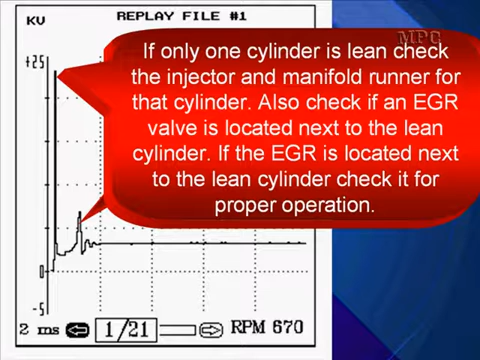 REPLAY FILE #1
KV
MPC
+25
If only one cylinder is lean check
the injector and manifold runner for
that cylinder. Also check if an EGR
valve is located next to the lean
cylinder. If the EGR is located next
to the lean cylinder check it for
proper operation.
0
-5
2 ms 1/21 RPM 670